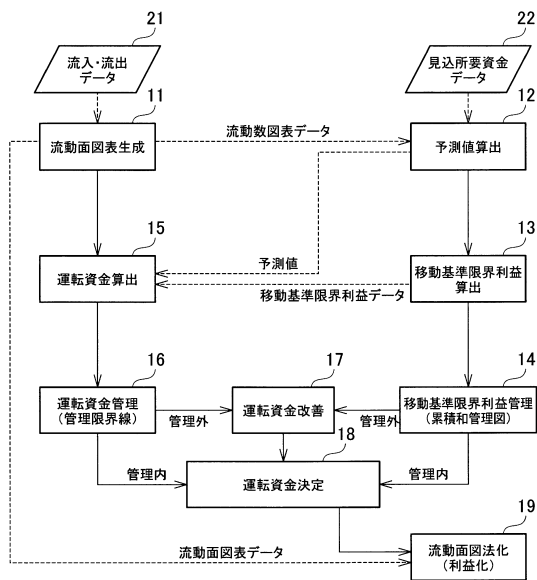 21
流入・流出
データ
22
見込所要資金
データ
11
流動面図表生成
流動数図表データ
12
予測値算出
15
運転資金算出
予測値
移動基準限界利益データ
13
移動基準限界利益
算出
16
運転資金管理
(管理限界線)
管理外
17
運転資金改善
管理外
14
移動基準限界利益管理
(累積和管理図)
管理内
18
運転資金決定
管理内
流動面図表データ
19
流動面図法化
(利益化)